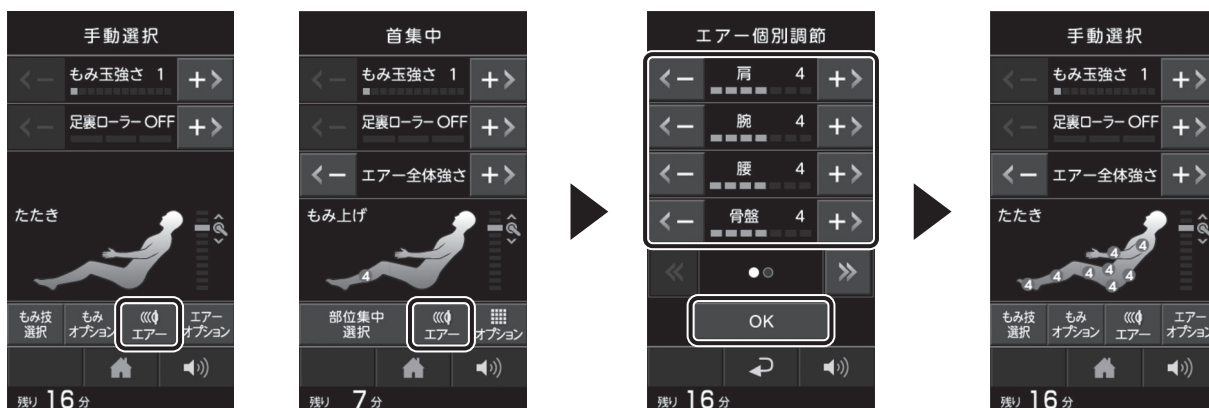 手動選択
もみ玉強さ 1
足裏ローラー OFF
たたき
もみ技
選択
もみ
オプション
エアー
エアー
オプション
残り 16 分
首集中
もみ玉強さ 1
足裏ローラー OFF
エアー全体強さ
もみ上げ
4
部位集中
選択
エアー
オプション
残り 7 分
エアー個別調節
肩 4
腕 4
腰 4
骨盤 4
OK
残り 16 分
手動選択
もみ玉強さ 1
足裏ローラー OFF
エアー全体強さ
たたき
4
4
4 4 4 4
4 4
もみ技
選択
もみ
オプション
エアー
エアー
オプション
残り 16 分